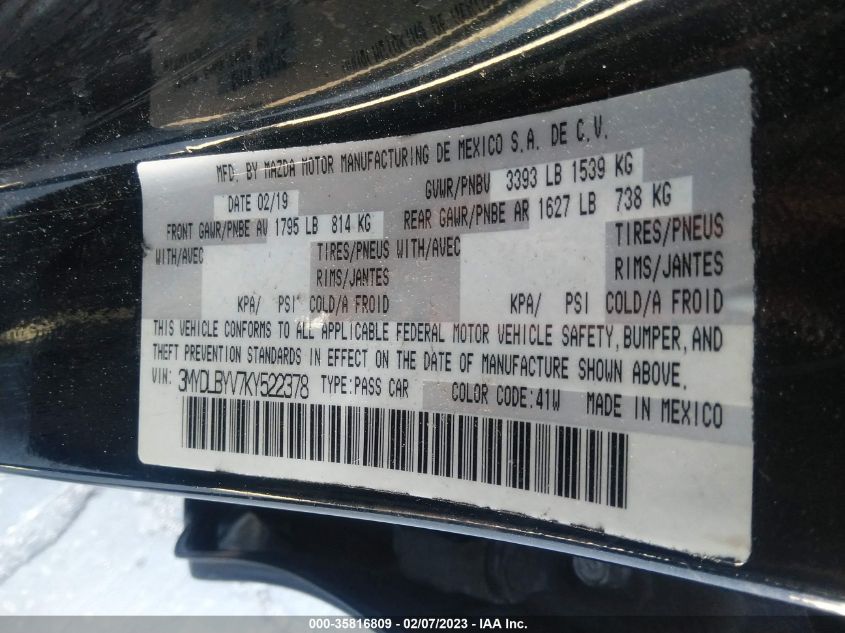 MFD. BY MAZDA MOTOR MANUFACTURING DE MEXICO S.A. DE C.V.
DATE 02/19 GVWR/PNBV 3393 LB 1539 KG
FRONT GAWR/PNBE AV 1795 LB 814 KG REAR GAWR/PNBE AR 1627 LB 738 KG
WITH/AVEC TIRES/PNEUS WITH/AVEC TIRES/PNEUS
RIMS/JANTES RIMS/JANTES
KPA/ PSI COLD/A FROID KPA/ PSI COLD/A FROID
THIS VEHICLE CONFORMS TO ALL APPLICABLE FEDERAL MOTOR VEHICLE SAFETY, BUMPER, AND
THEFT PREVENTION STANDARDS IN EFFECT ON THE DATE OF MANUFACTURE SHOWN ABOVE.
VIN: 3MYDLBYV7KY522378 TYPE:PASS CAR COLOR CODE:41W MADE IN MEXICO
000-35816809 - 02/07/2023 - IAA Inc.